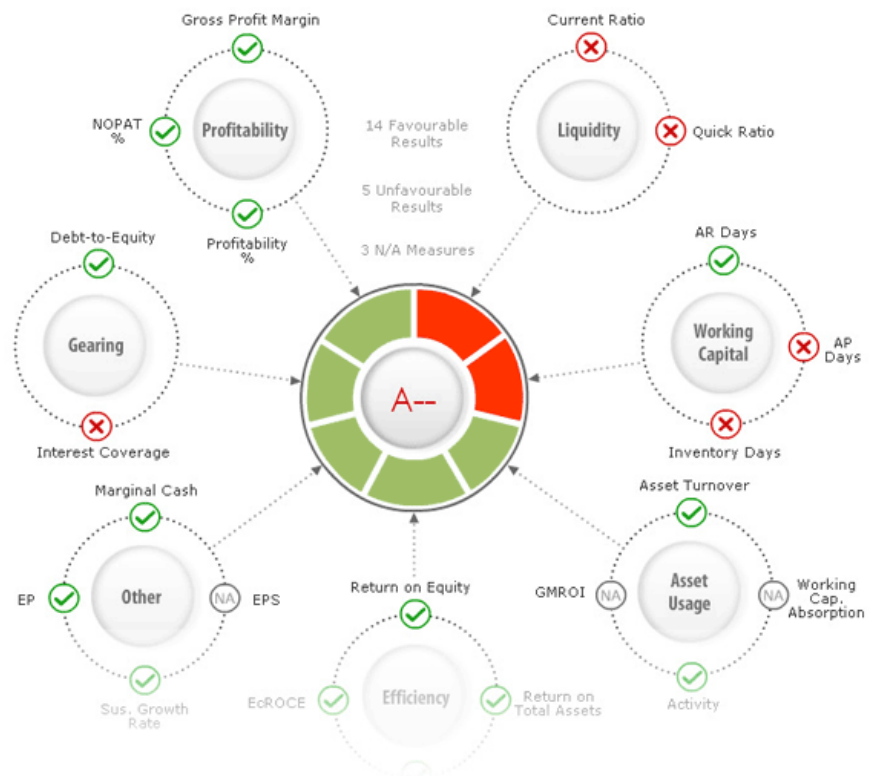 Gross Profit Margin
NOPAT
%
Profitability
Profitability
%
14 Favourable
Results
5 Unfavourable
Results
3 N/A Measures
Current Ratio
Liquidity
Quick Ratio
Debt-to-Equity
Gearing
Interest Coverage
AR Days
Working
Capital
AP
Days
Inventory Days
A--
Marginal Cash
EP
Other
NA
EPS
Sus. Growth
Rate
Return on Equity
EcROCE
Efficiency
Return on
Total Assets
Asset Turnover
GMROI
NA
Asset
Usage
NA
Working
Cap.
Absorption
Activity